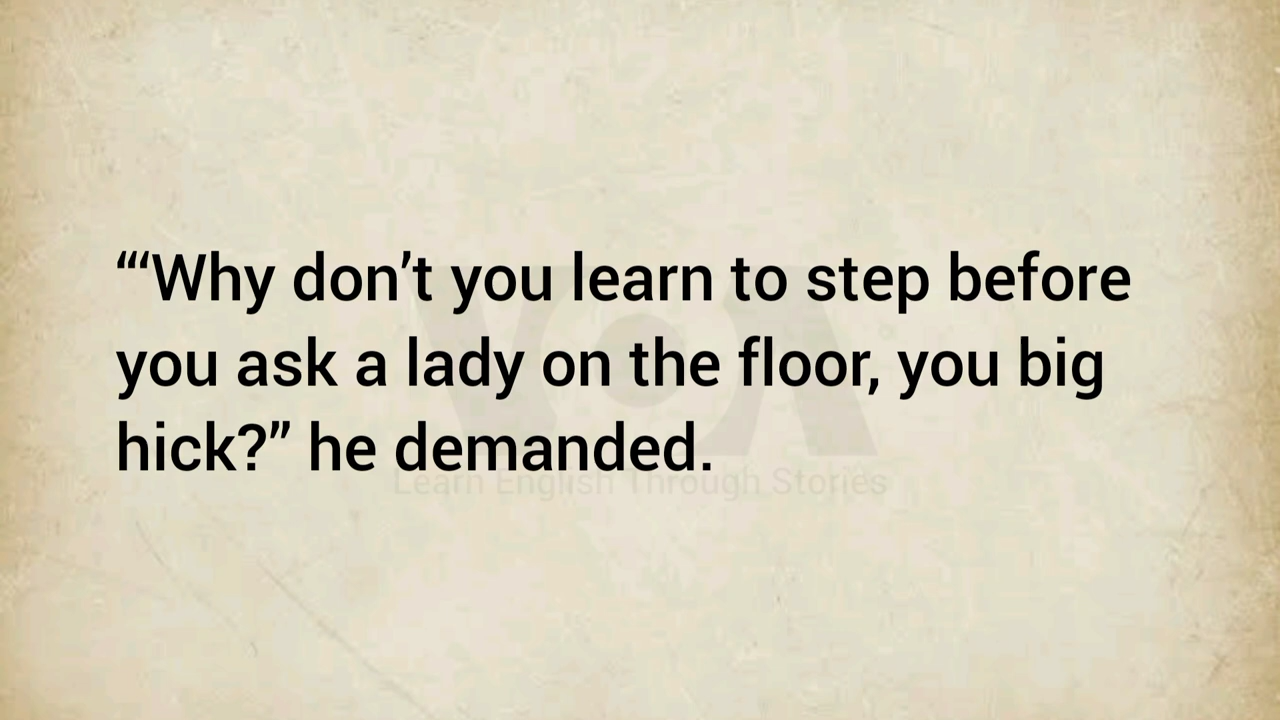 “‘Why don’t you learn to step before
you ask a lady on the floor, you big
hick?” he demanded.
VOA
Learn English Through Stories